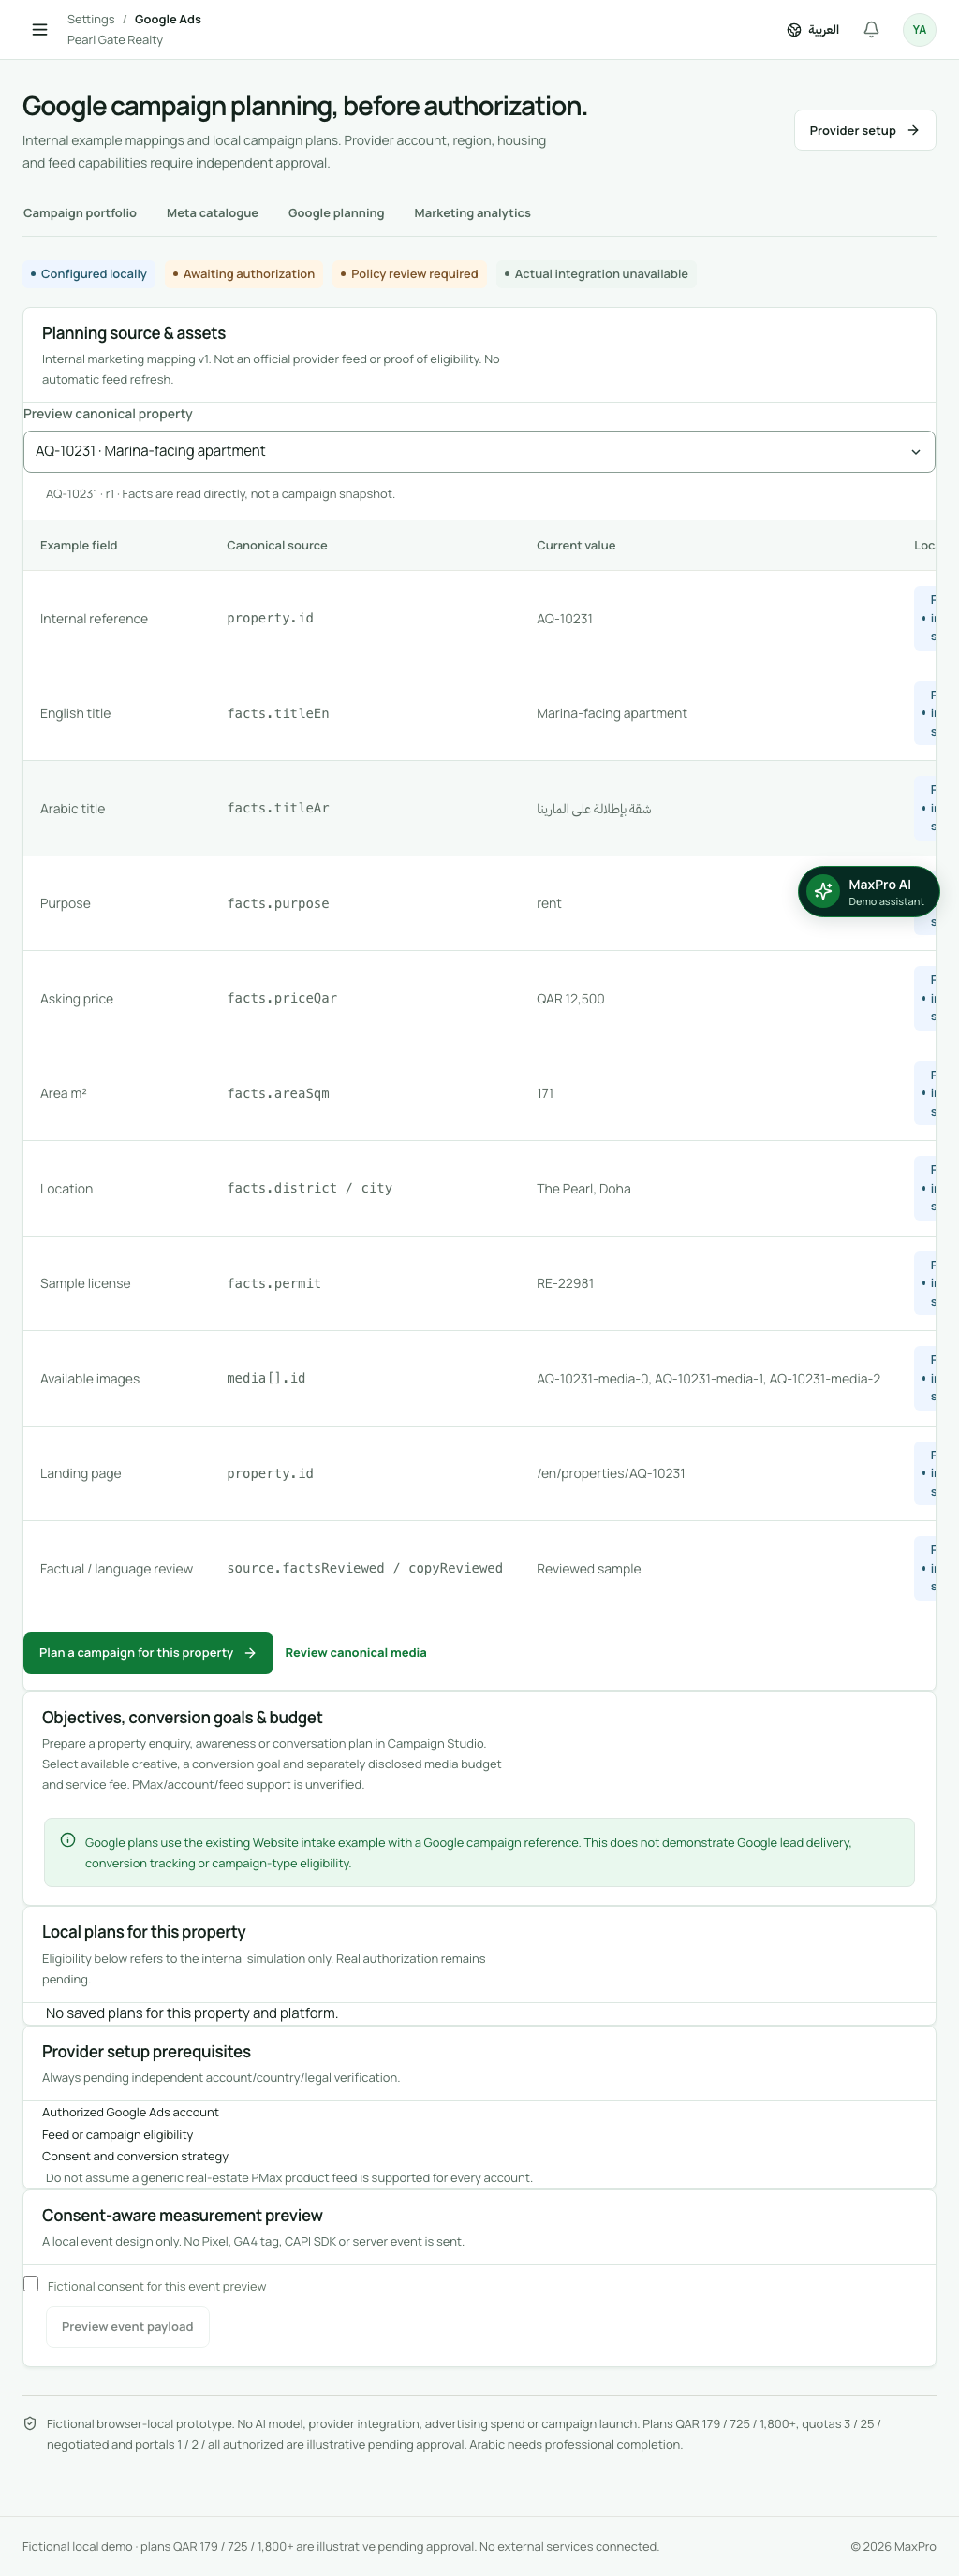 Settings / Google Ads
Pearl Gate Realty
العربية
YA
Google campaign planning, before authorization.
Internal example mappings and local campaign plans. Provider account, region, housing
and feed capabilities require independent approval.
Provider setup
Campaign portfolio Meta catalogue Google planning Marketing analytics
Configured locally Awaiting authorization Policy review required Actual integration unavailable
Planning source & assets
Internal marketing mapping v1. Not an official provider feed or proof of eligibility. No
automatic feed refresh.
Preview canonical property
AQ-10231 · Marina-facing apartment
AQ-10231 · r1 · Facts are read directly, not a campaign snapshot.
Example field Canonical source Current value
Internal reference property.id AQ-10231
English title facts.titleEn Marina-facing apartment
Arabic title facts.titleAr شقة بإطلالة على المارينا
Purpose facts.purpose rent
MaxPro AI
Demo assistant
Asking price facts.priceQar QAR 12,500
Area m² facts.areaSqm 171
Location facts.district / city The Pearl, Doha
Sample license facts.permit RE-22981
Available images media[].id AQ-10231-media-0, AQ-10231-media-1, AQ-10231-media-2
Landing page property.id /en/properties/AQ-10231
Factual / language review source.factsReviewed / copyReviewed Reviewed sample
Plan a campaign for this property Review canonical media
Objectives, conversion goals & budget
Prepare a property enquiry, awareness or conversation plan in Campaign Studio.
Select available creative, a conversion goal and separately disclosed media budget
and service fee. PMax/account/feed support is unverified.
Google plans use the existing Website intake example with a Google campaign reference. This does not demonstrate Google lead delivery,
conversion tracking or campaign-type eligibility.
Local plans for this property
Eligibility below refers to the internal simulation only. Real authorization remains
pending.
No saved plans for this property and platform.
Provider setup prerequisites
Always pending independent account/country/legal verification.
Authorized Google Ads account
Feed or campaign eligibility
Consent and conversion strategy
Do not assume a generic real-estate PMax product feed is supported for every account.
Consent-aware measurement preview
A local event design only. No Pixel, GA4 tag, CAPI SDK or server event is sent.
Fictional consent for this event preview
Preview event payload
Fictional browser-local prototype. No AI model, provider integration, advertising spend or campaign launch. Plans QAR 179 / 725 / 1,800+, quotas 3 / 25 /
negotiated and portals 1 / 2 / all authorized are illustrative pending approval. Arabic needs professional completion.
Fictional local demo · plans QAR 179 / 725 / 1,800+ are illustrative pending approval. No external services connected.
© 2026 MaxPro